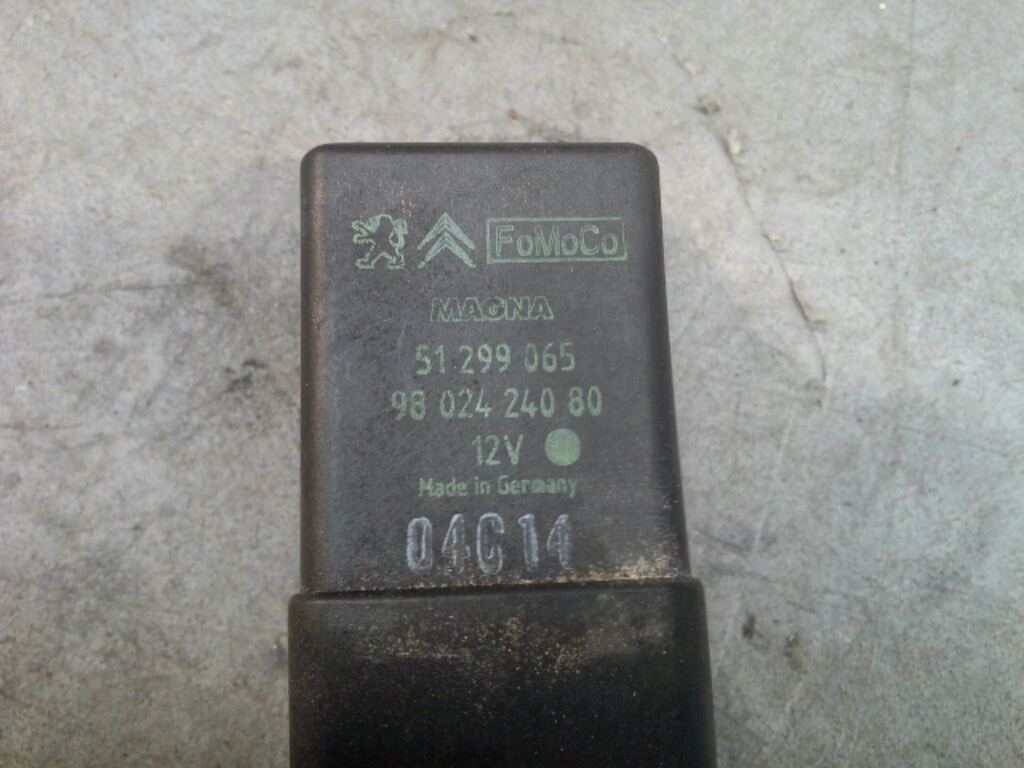 FoMoCo
MAGNA
51 299 065
98 024 240 80
12V
Made in Germany
04C14